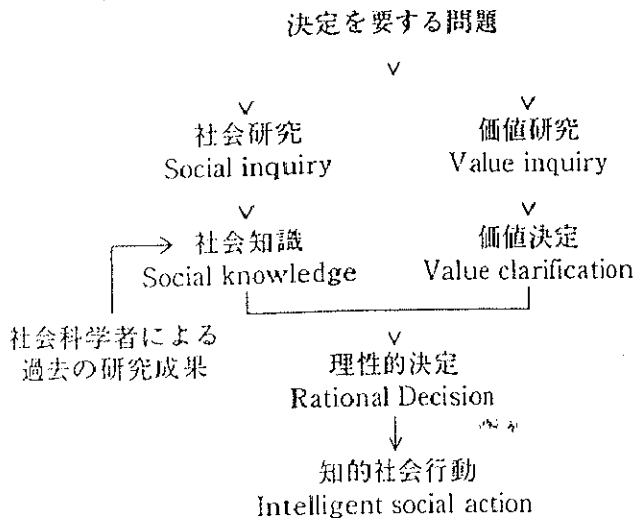 決定を要する問題
社会研究
Social inquiry
価値研究
Value inquiry
社会知識
Social knowledge
価値決定
Value clarification
社会科学者による
過去の研究成果
理性的決定
Rational Decision
知的社会行動
Intelligent social action